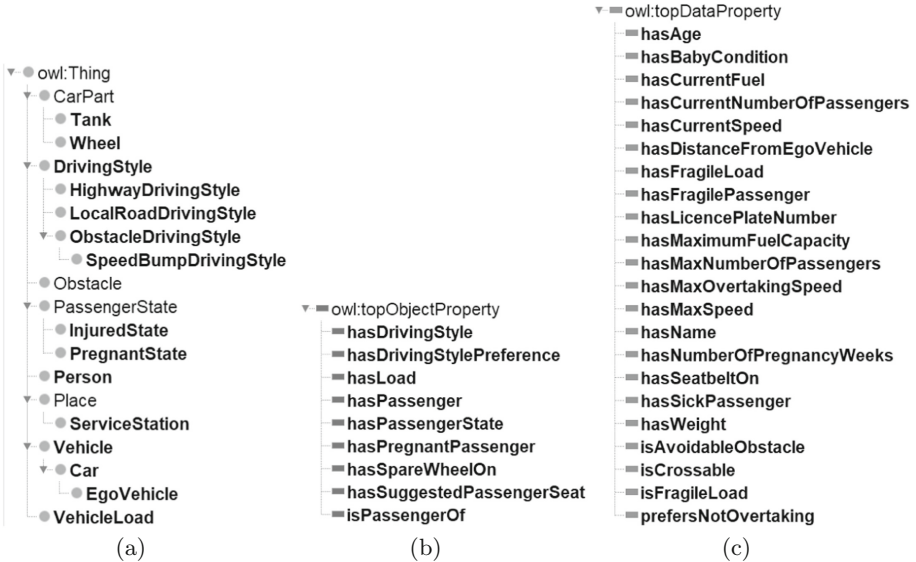 owl:Thing
CarPart
Tank
Wheel
DrivingStyle
HighwayDrivingStyle
LocalRoadDrivingStyle
ObstacleDrivingStyle
SpeedBumpDrivingStyle
Obstacle
PassengerState
InjuredState
PregnantState
Person
Place
ServiceStation
Vehicle
Car
EgoVehicle
VehicleLoad
(a)
owl:topObjectProperty
hasDrivingStyle
hasDrivingStylePreference
hasLoad
hasPassenger
hasPassengerState
hasPregnantPassenger
hasSpareWheelOn
hasSuggestedPassengerSeat
isPassengerOf
(b)
owl:topDataProperty
hasAge
hasBabyCondition
hasCurrentFuel
hasCurrentNumberOfPassengers
hasCurrentSpeed
hasDistanceFromEgoVehicle
hasFragileLoad
hasFragilePassenger
hasLicencePlateNumber
hasMaximumFuelCapacity
hasMaxNumberOfPassengers
hasMaxOvertakingSpeed
hasMaxSpeed
hasName
hasNumberOfPregnancyWeeks
hasSeatbeltOn
hasSickPassenger
hasWeight
isAvoidableObstacle
isCrossable
isFragileLoad
prefersNotOvertaking
(c)